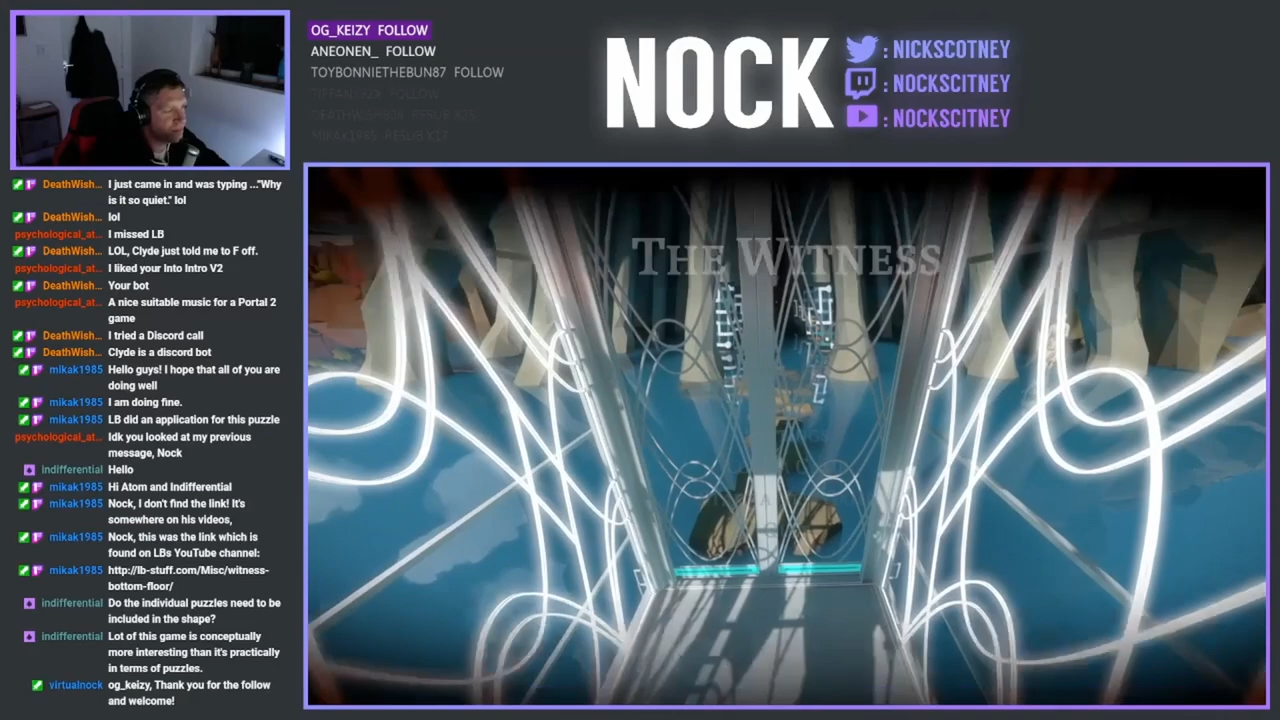 OG_KEIZY FOLLOW
ANEONEN_ FOLLOW
TOYBONNIETHEBUN87 FOLLOW
NOCK
: NICKSCOTNEY
: NOCKSCITNEY
: NOCKSCITNEY
THE WITNESS
DeathWish... I just came in and was typing ..."Why
is it so quiet." lol
DeathWish... lol
psychological_at... I missed LB
DeathWish... LOL, Clyde just told me to F off.
psychological_at... I liked your Into Intro V2
DeathWish... Your bot
psychological_at... A nice suitable music for a Portal 2
game
DeathWish... I tried a Discord call
DeathWish... Clyde is a discord bot
mikak1985 Hello guys! I hope that all of you are
doing well
mikak1985 I am doing fine.
mikak1985 LB did an application for this puzzle
psychological_at... Idk you looked at my previous
message, Nock
indifferential Hello
mikak1985 Hi Atom and Indifferential
mikak1985 Nock, I don't find the link! It's
somewhere on his videos,
mikak1985 Nock, this was the link which is
found on LBs YouTube channel:
mikak1985 http://lb-stuff.com/Misc/witness-
bottom-floor/
indifferential Do the individual puzzles need to be
included in the shape?
indifferential Lot of this game is conceptually
more interesting than it's practically
in terms of puzzles.
virtualnock og_keizy, Thank you for the follow
and welcome!